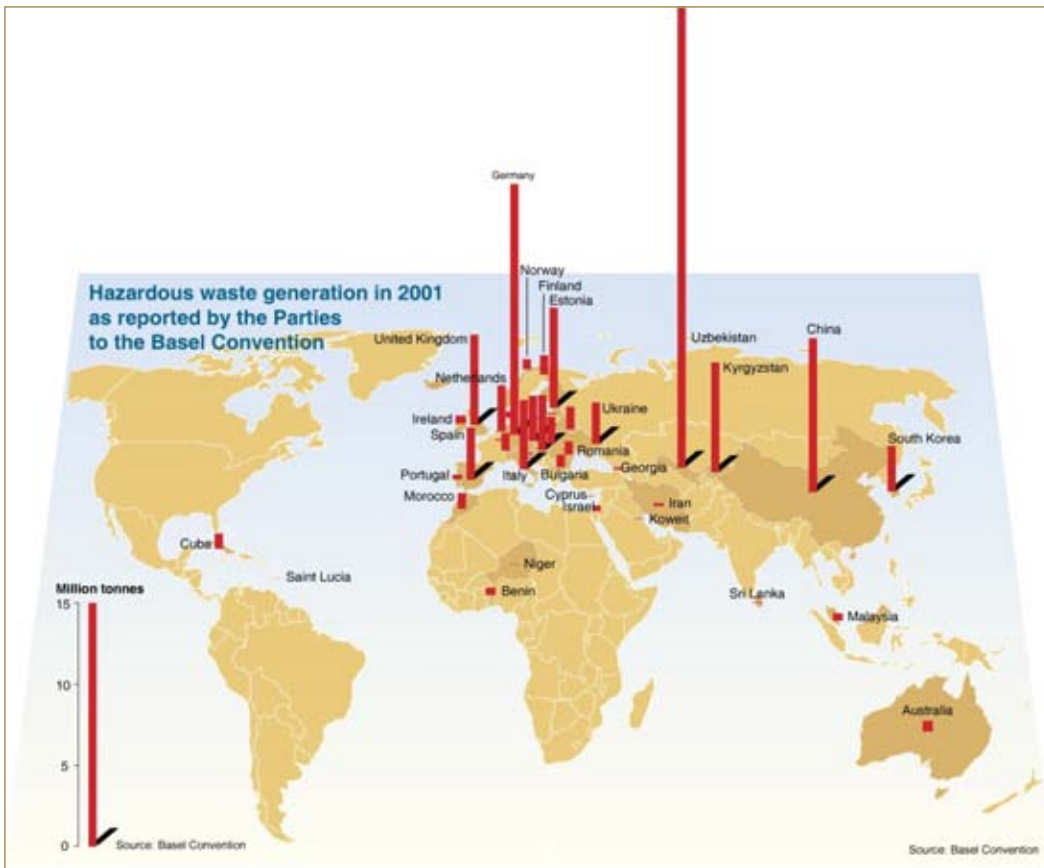 Germany
Norway
Finland
Estonia
Hazardous waste generation in 2001
as reported by the Parties
to the Basel Convention
United Kingdom
Uzbekistan
China
Kyrgyzstan
Netherlands
Ireland
Ukraine
Spain
Romania
South Korea
Portugal
Italy
Bulgaria
Georgia
Morocco
Cyprus
Israel
Iran
Koweit
Cuba
Niger
Saint Lucia
Benin
Sri Lanka
Malaysia
Million tonnes
15
10
5
0
Australia
Source: Basel Convention
Source: Basel Convention